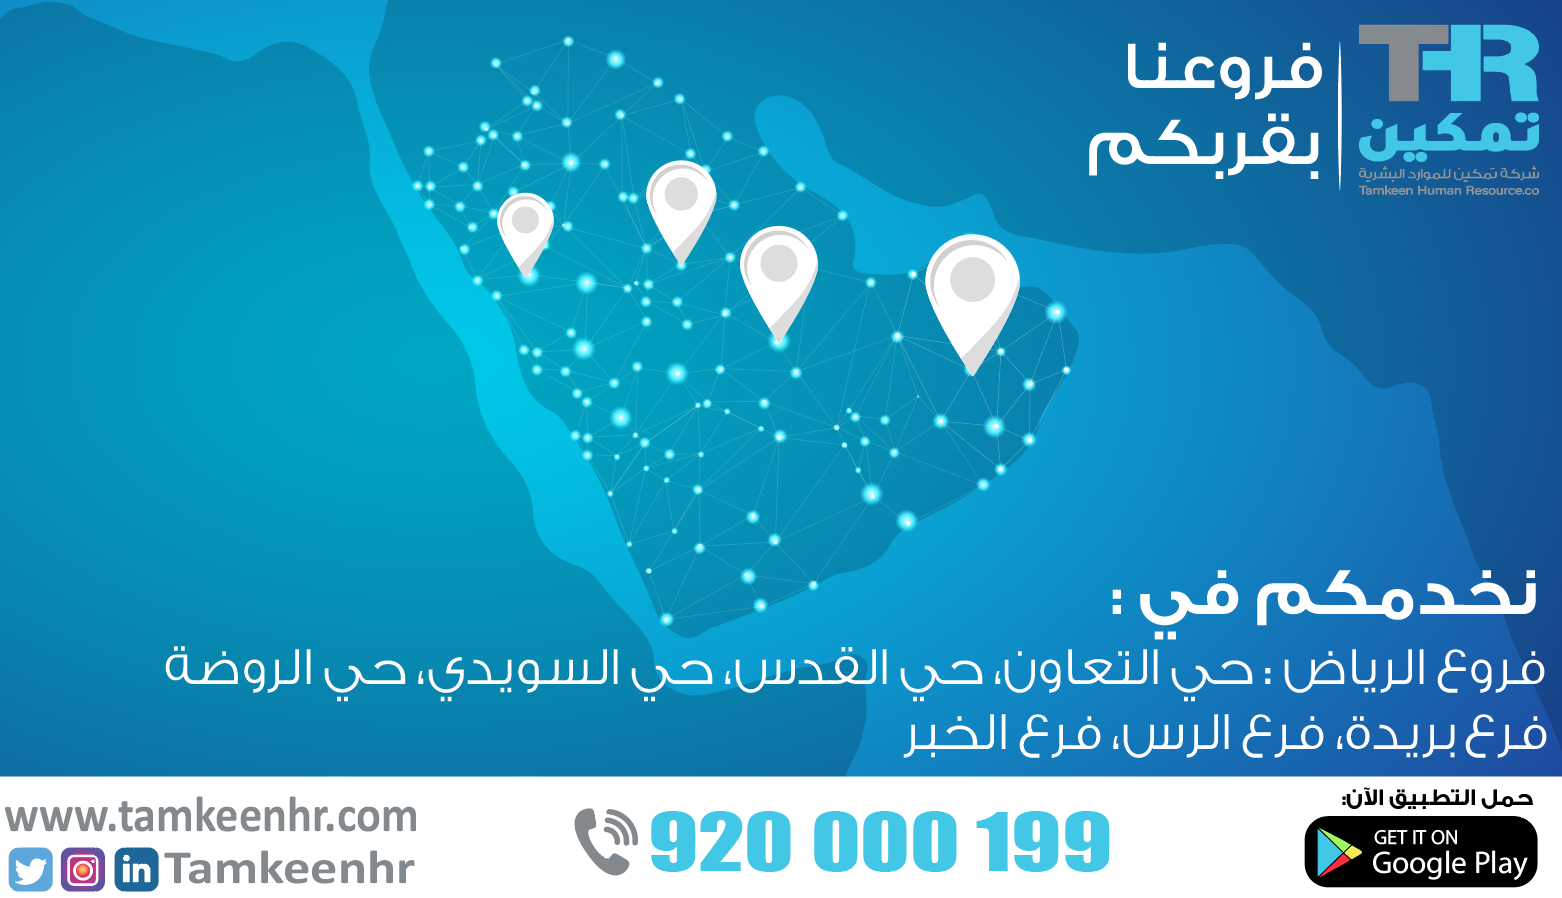 THR
تمكين
شركة تمكين للموارد البشرية
Tamkeen Human Resource.co
فروعنا
بقربكم
نخدمكم في :
فروع الرياض : حي التعاون، حي القدس، حي السويدي، حي الروضة
فرع بريدة، فرع الرس، فرع الخبر
www.tamkeenhr.com
in Tamkeenhr
920 000 199
حمل التطبيق الآن:
GET IT ON
Google Play